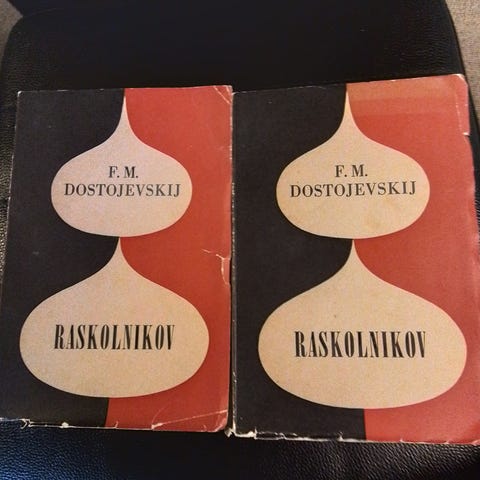 F. M.
DOSTOJEVSKIJ
RASKOLNIKOV
F. M.
DOSTOJEVSKIJ
RASKOLNIKOV